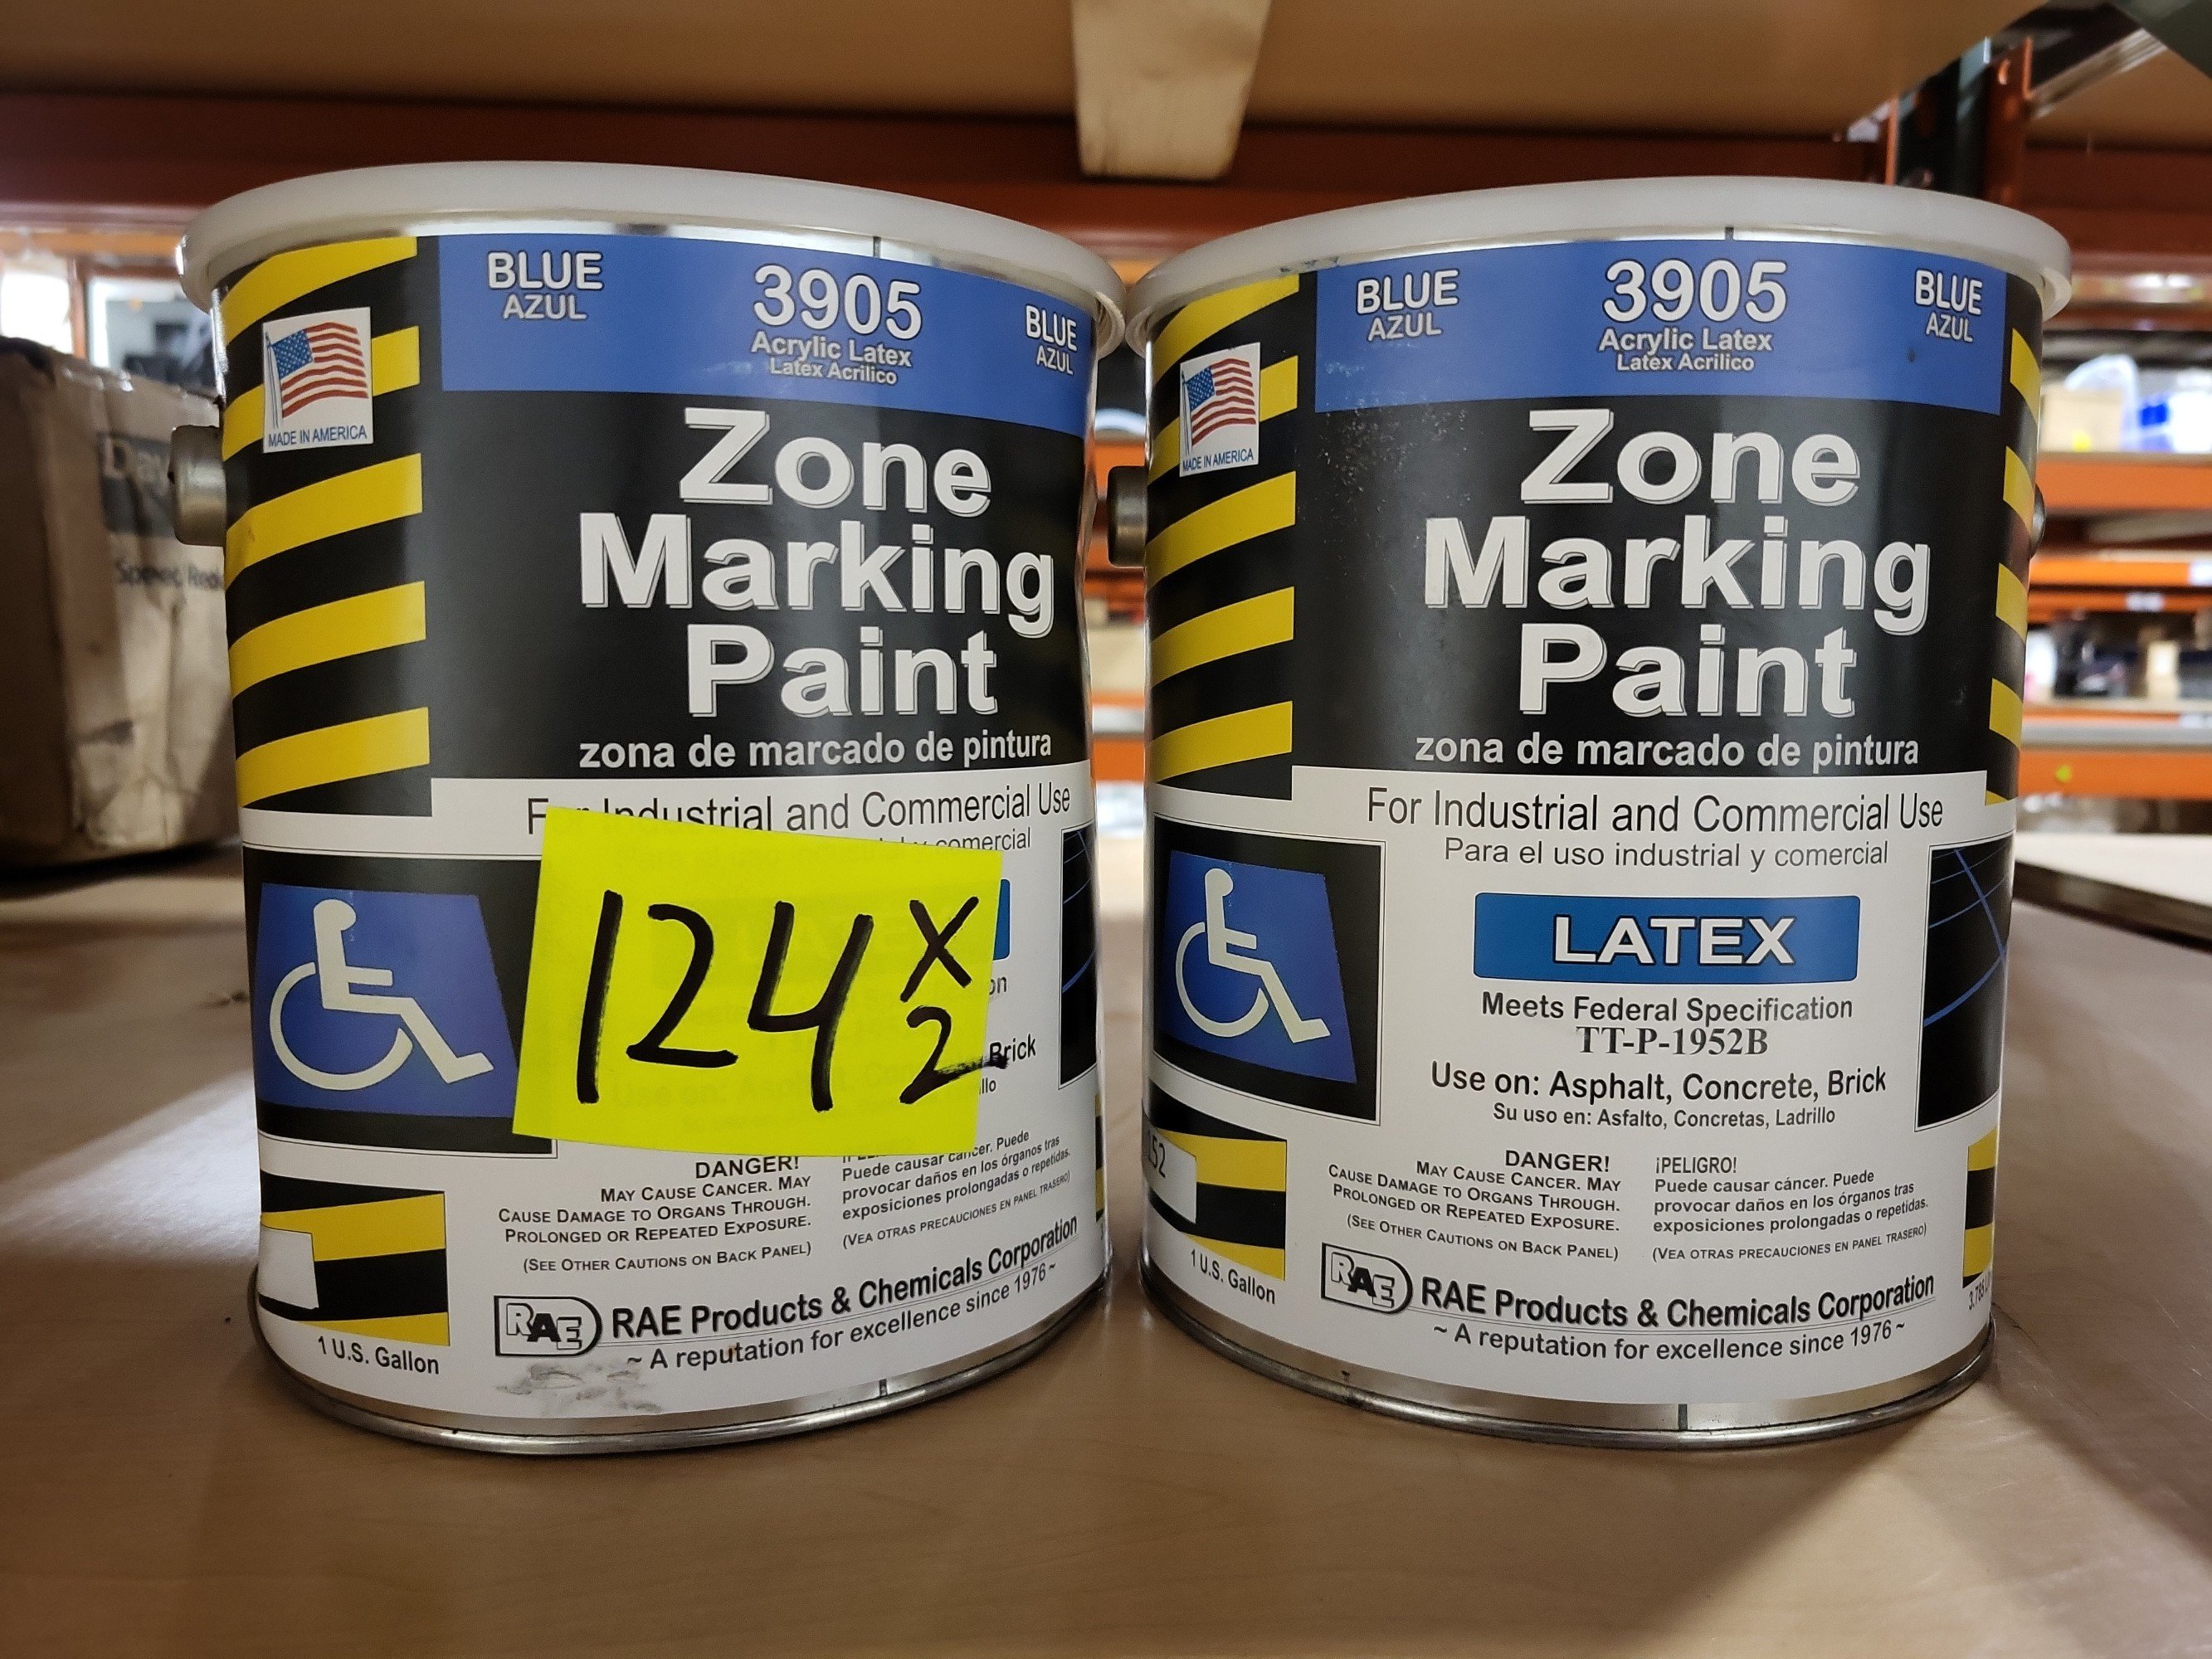 BLUE
AZUL
3905
Acrylic Latex
Latex Acrilico
BLUE
AZUL
MADE IN AMERICA
Zone
Marking
Paint
zona de marcado de pintura
For Industrial and Commercial Use
comercial
124 x
2
Brick
DANGER!
MAY CAUSE CANCER. MAY
CAUSE DAMAGE TO ORGANS THROUGH.
PROLONGED OR REPEATED EXPOSURE.
(SEE OTHER CAUTIONS ON BACK PANEL)
Puede causar cáncer. Puede
provocar daños en los órganos tras
exposiciones prolongadas o repetidas.
(VEA OTRAS PRECAUCIONES EN PANEL TRASERO)
1 U.S. Gallon
RAE
RAE Products & Chemicals Corporation
~ A reputation for excellence since 1976 ~
BLUE
AZUL
3905
Acrylic Latex
Latex Acrilico
BLUE
AZUL
MADE IN AMERICA
Zone
Marking
Paint
zona de marcado de pintura
For Industrial and Commercial Use
Para el uso industrial y comercial
LATEX
Meets Federal Specification
TT-P-1952B
Use on: Asphalt, Concrete, Brick
Su uso en: Asfalto, Concretas, Ladrillo
DANGER!
MAY CAUSE CANCER. MAY
CAUSE DAMAGE TO ORGANS THROUGH.
PROLONGED OR REPEATED EXPOSURE.
(SEE OTHER CAUTIONS ON BACK PANEL)
¡PELIGRO!
Puede causar cáncer. Puede
provocar daños en los órganos tras
exposiciones prolongadas o repetidas.
(VEA OTRAS PRECAUCIONES EN PANEL TRASERO)
1 U.S. Gallon
RAE
RAE Products & Chemicals Corporation
~ A reputation for excellence since 1976 ~